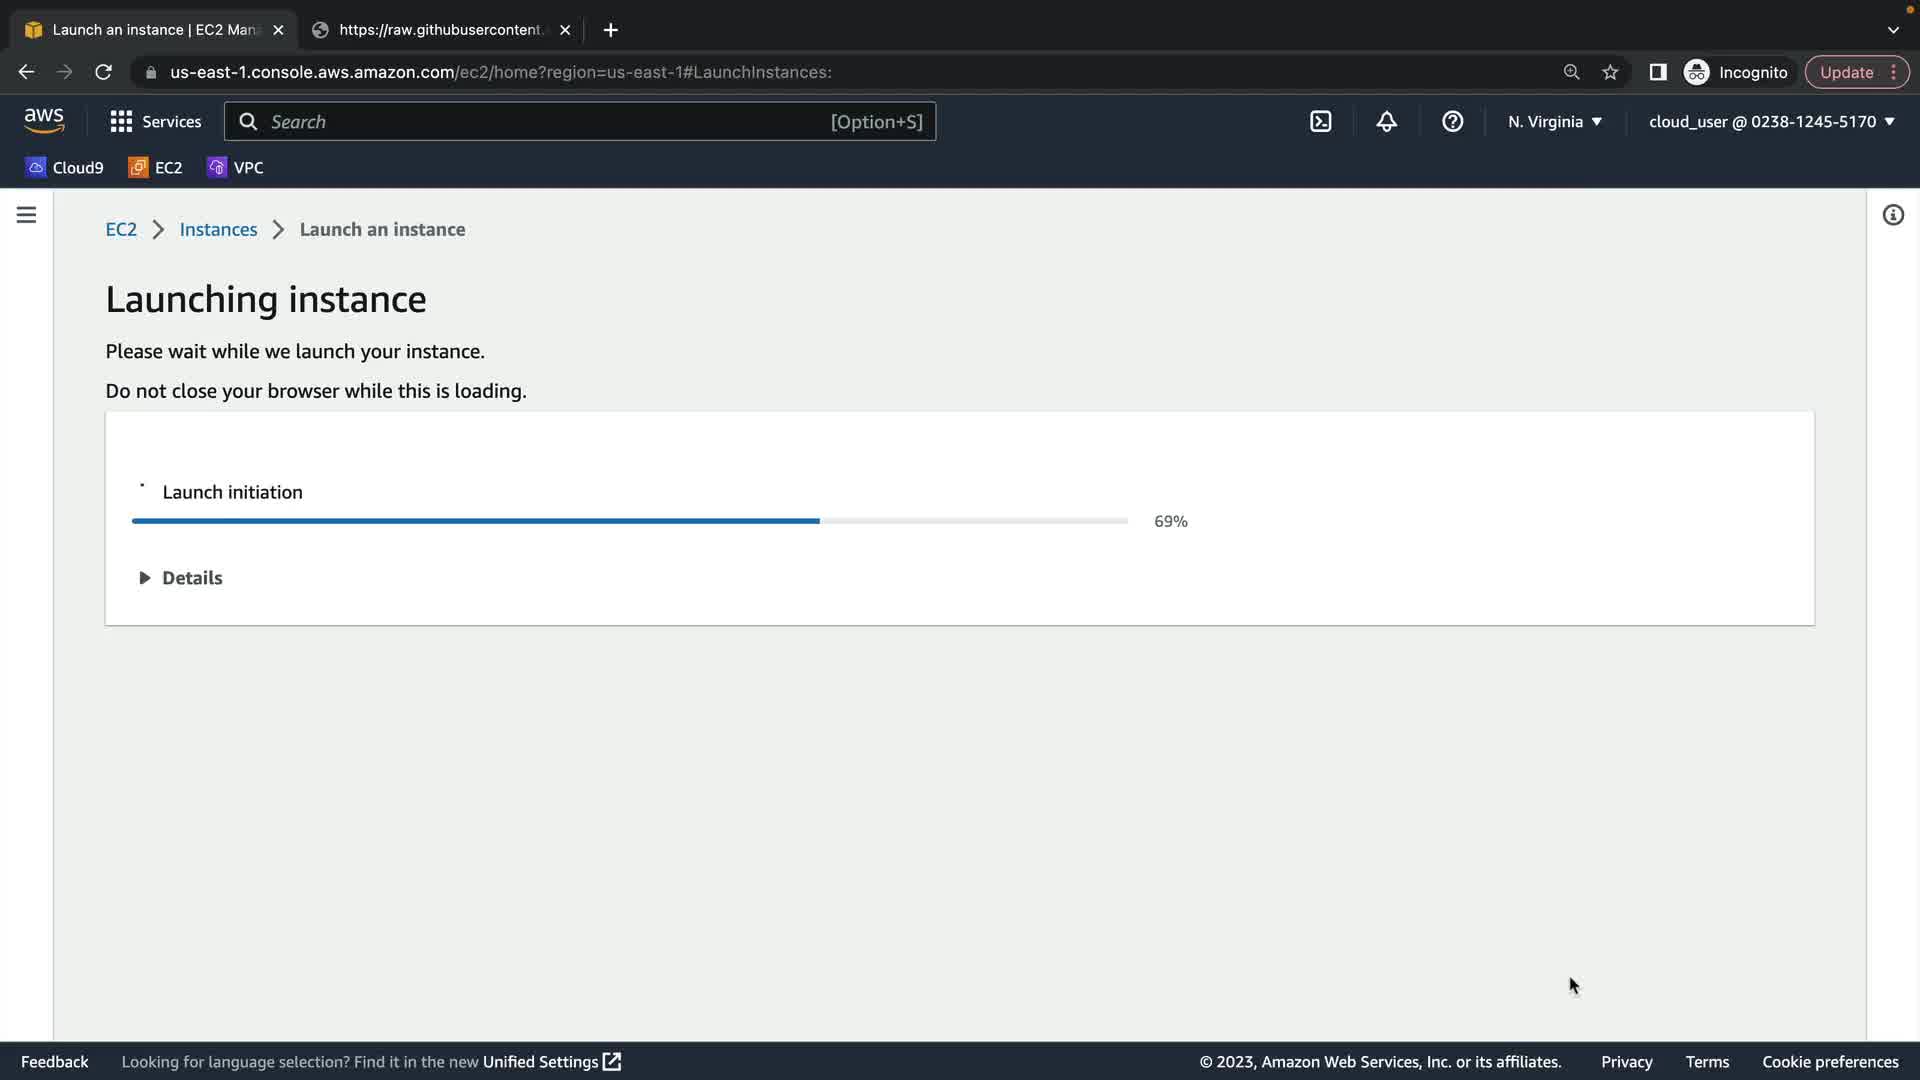 Launch an instance | EC2 Man
https://raw.githubusercontent.
us-east-1.console.aws.amazon.com/ec2/home?region=us-east-1#LaunchInstances:
Incognito
Update
aws
Services
Search
[Option+S]
N. Virginia
cloud_user @ 0238-1245-5170
Cloud9
EC2
VPC
EC2
Instances
Launch an instance
Launching instance
Please wait while we launch your instance.
Do not close your browser while this is loading.
Launch initiation
69%
Details
Feedback
Looking for language selection? Find it in the new Unified Settings
© 2023, Amazon Web Services, Inc. or its affiliates.
Privacy
Terms
Cookie preferences